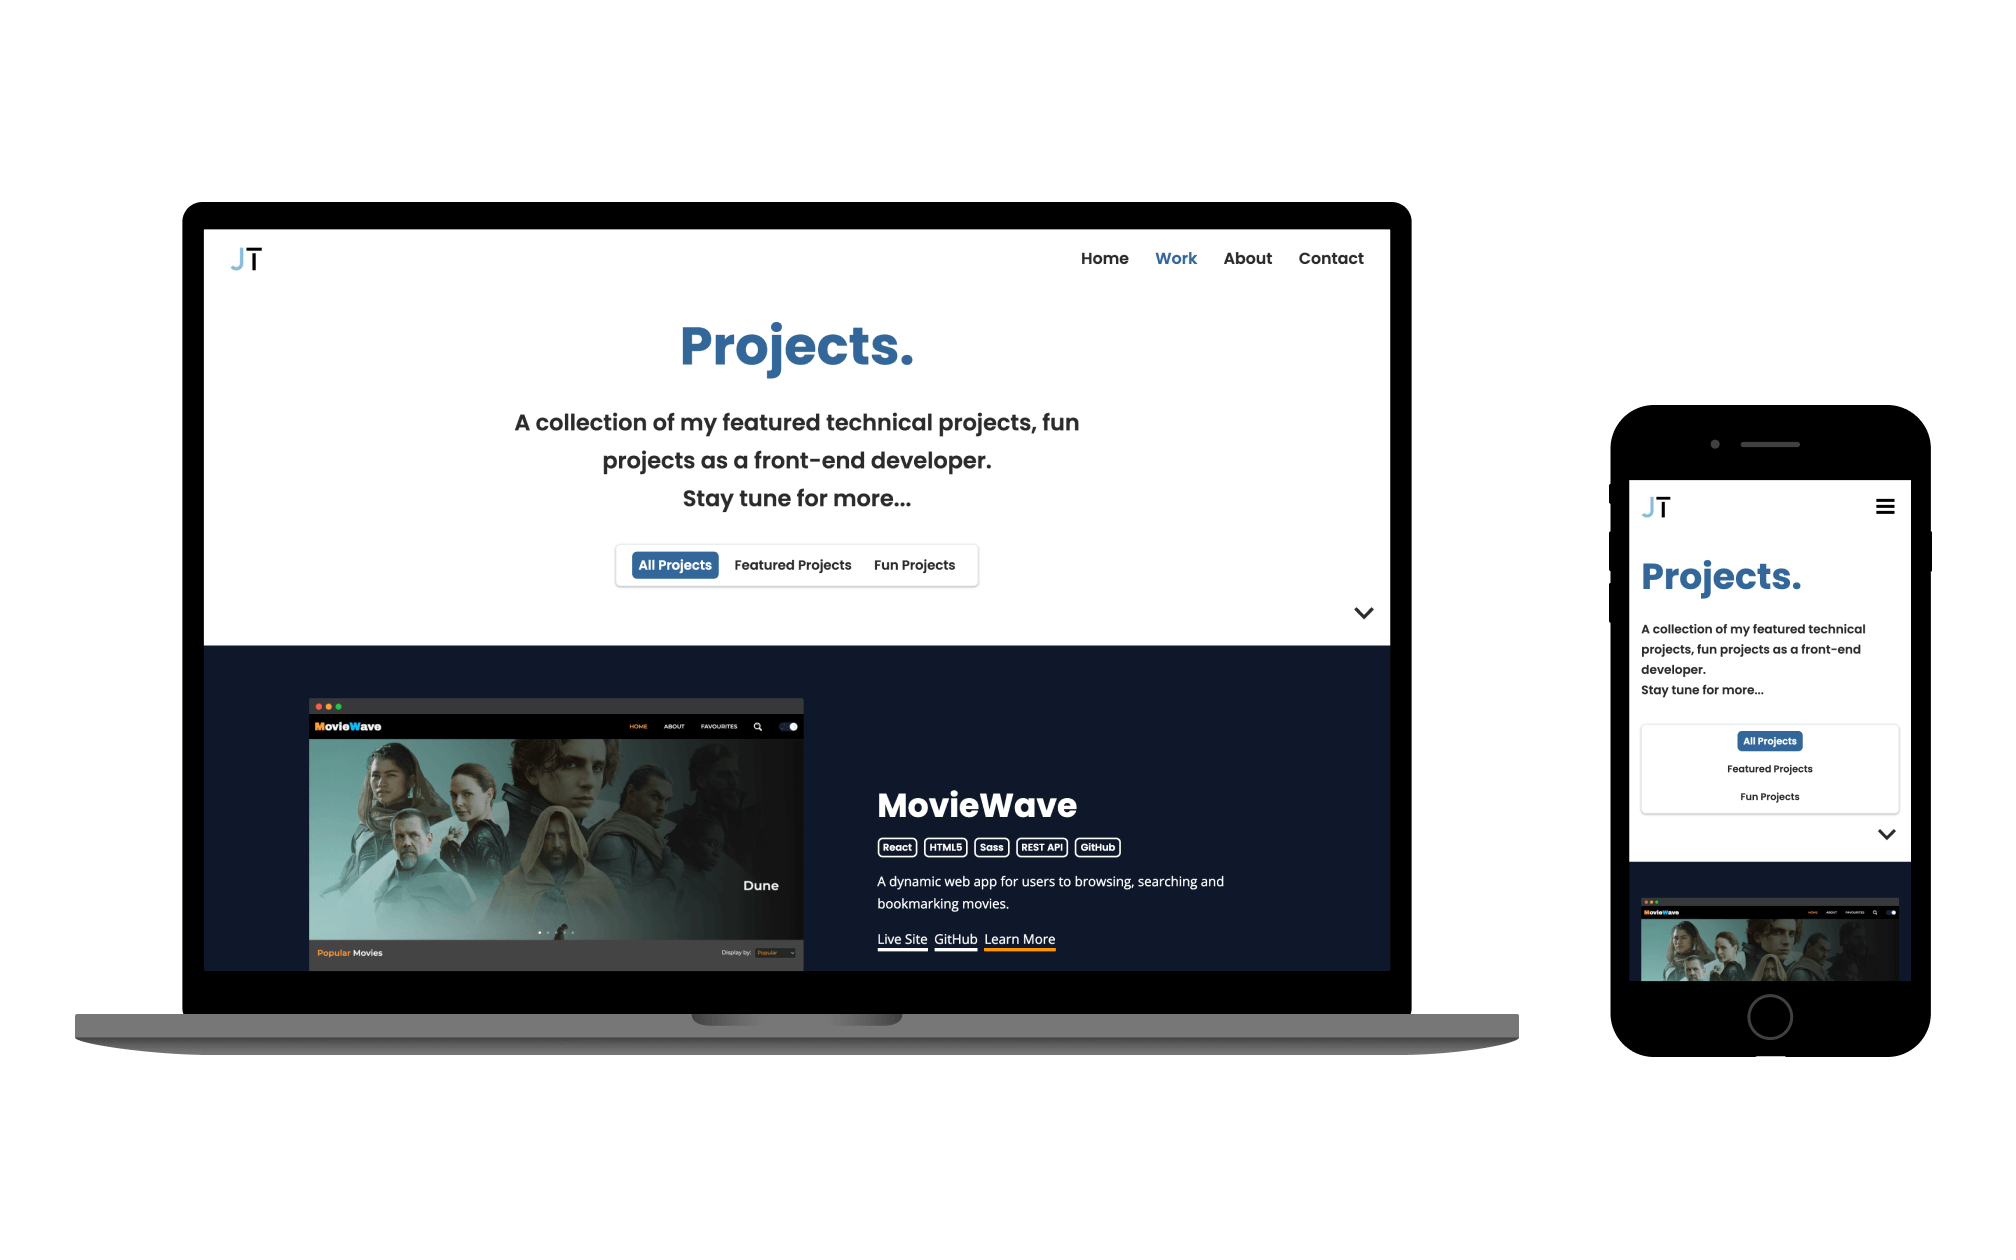 JT
Home Work About Contact
Projects.
A collection of my featured technical projects, fun
projects as a front-end developer.
Stay tune for more...
All Projects Featured Projects Fun Projects
MovieWave
HOME ABOUT FAVOURITES
Dune
Popular Movies
Display by: Popular
MovieWave
React HTML5 Sass REST API GitHub
A dynamic web app for users to browsing, searching and
bookmarking movies.
Live Site GitHub Learn More
JT
Projects.
A collection of my featured technical
projects, fun projects as a front-end
developer.
Stay tune for more...
All Projects
Featured Projects
Fun Projects
MovieWave
HOME ABOUT FAVOURITES